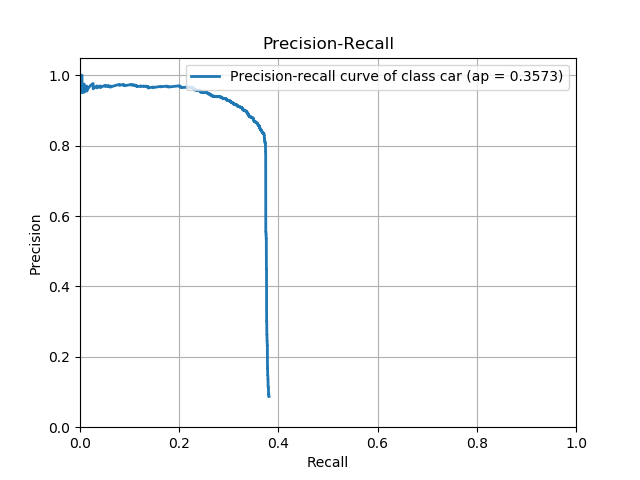 Precision-Recall
Precision-recall curve of class car (ap = 0.3573)
1.0
0.8
0.6
0.4
0.2
0.0
Precision
0.0 0.2 0.4 0.6 0.8 1.0
Recall